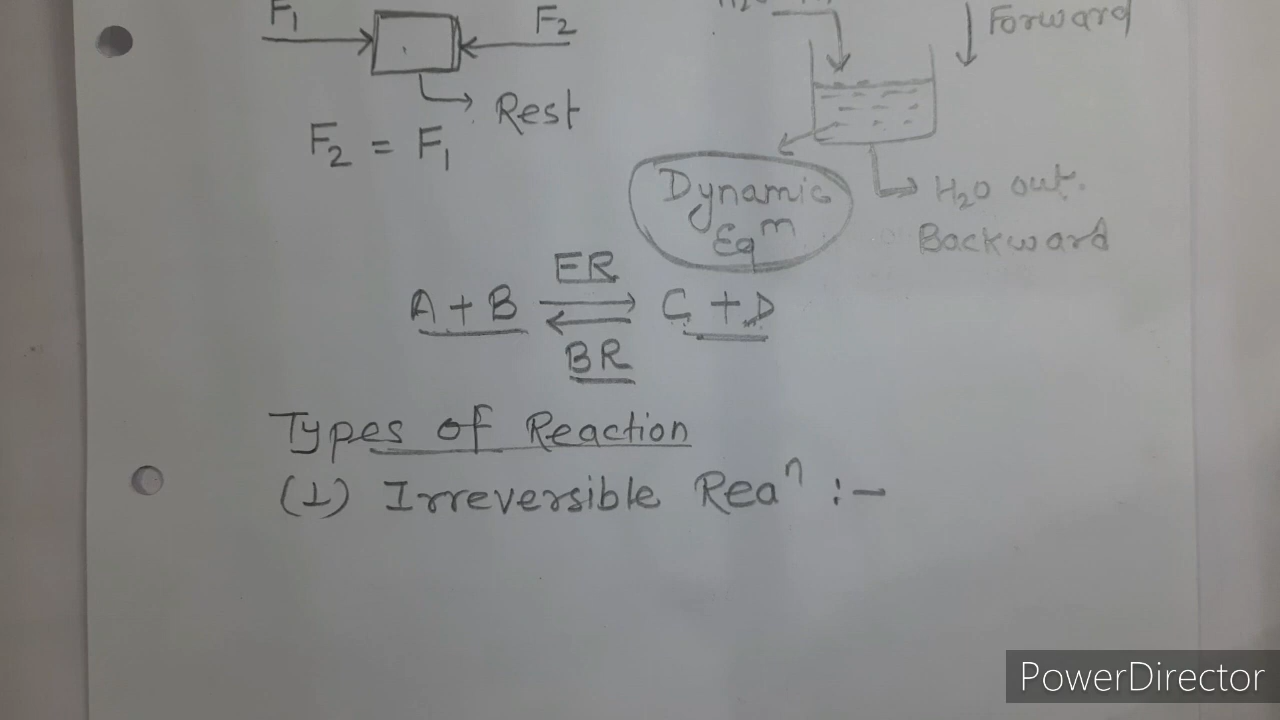 F1 F2
Rest
F2 = F1
Forward
H2O out.
Backward
Dynamic
Eqm
FR
A + B ⇌ C + D
BR
Types of Reaction
(1) Irreversible Rean :-
PowerDirector